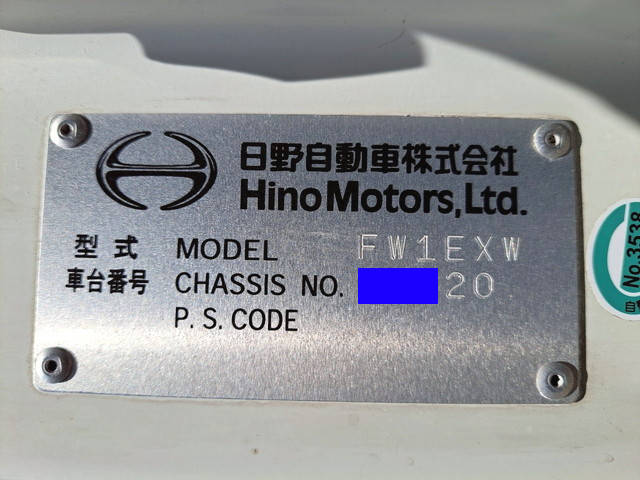 日野自動車株式会社
Hino Motors, Ltd.
型式 MODEL FW1EXW
車台番号 CHASSIS NO. 20
P. S. CODE
No.3538